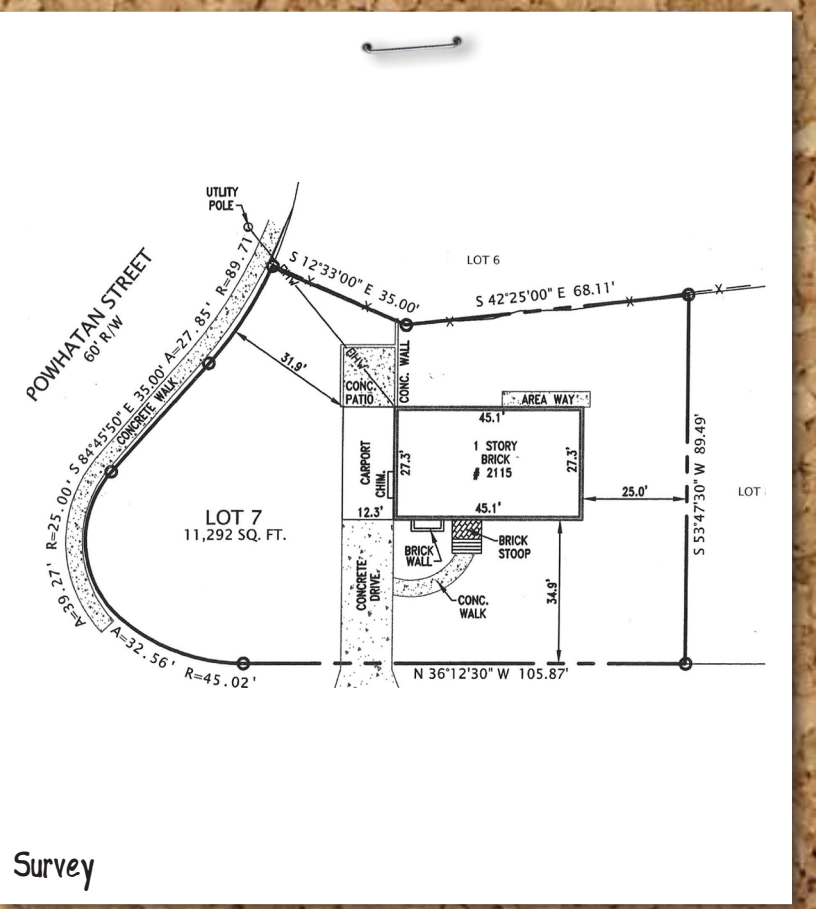 UTLITY
POLE
LOT 6
S 12°33'00" E 35.00'
S 42°25'00" E 68.11'
POWHATAN STREET
60' R/W
A=27.85' R=89.71'
S 84°45'50" E 35.00'
CONCRETE WALK
A=39.27' R=25.00'
A=32.56' R=45.02'
OHW
OHW
31.9'
CONC.
PATIO
CONC. WALL
AREA WAY
45.1'
1 STORY
BRICK
# 2115
27.3'
27.3'
45.1'
CARPORT
CHIM.
12.3'
25.0'
S 53°47'30" W 89.49'
LOT
LOT 7
11,292 SQ. FT.
BRICK
WALL
BRICK
STOOP
CONCRETE
DRIVE
CONC.
WALK
34.9'
N 36°12'30" W 105.87'
Survey